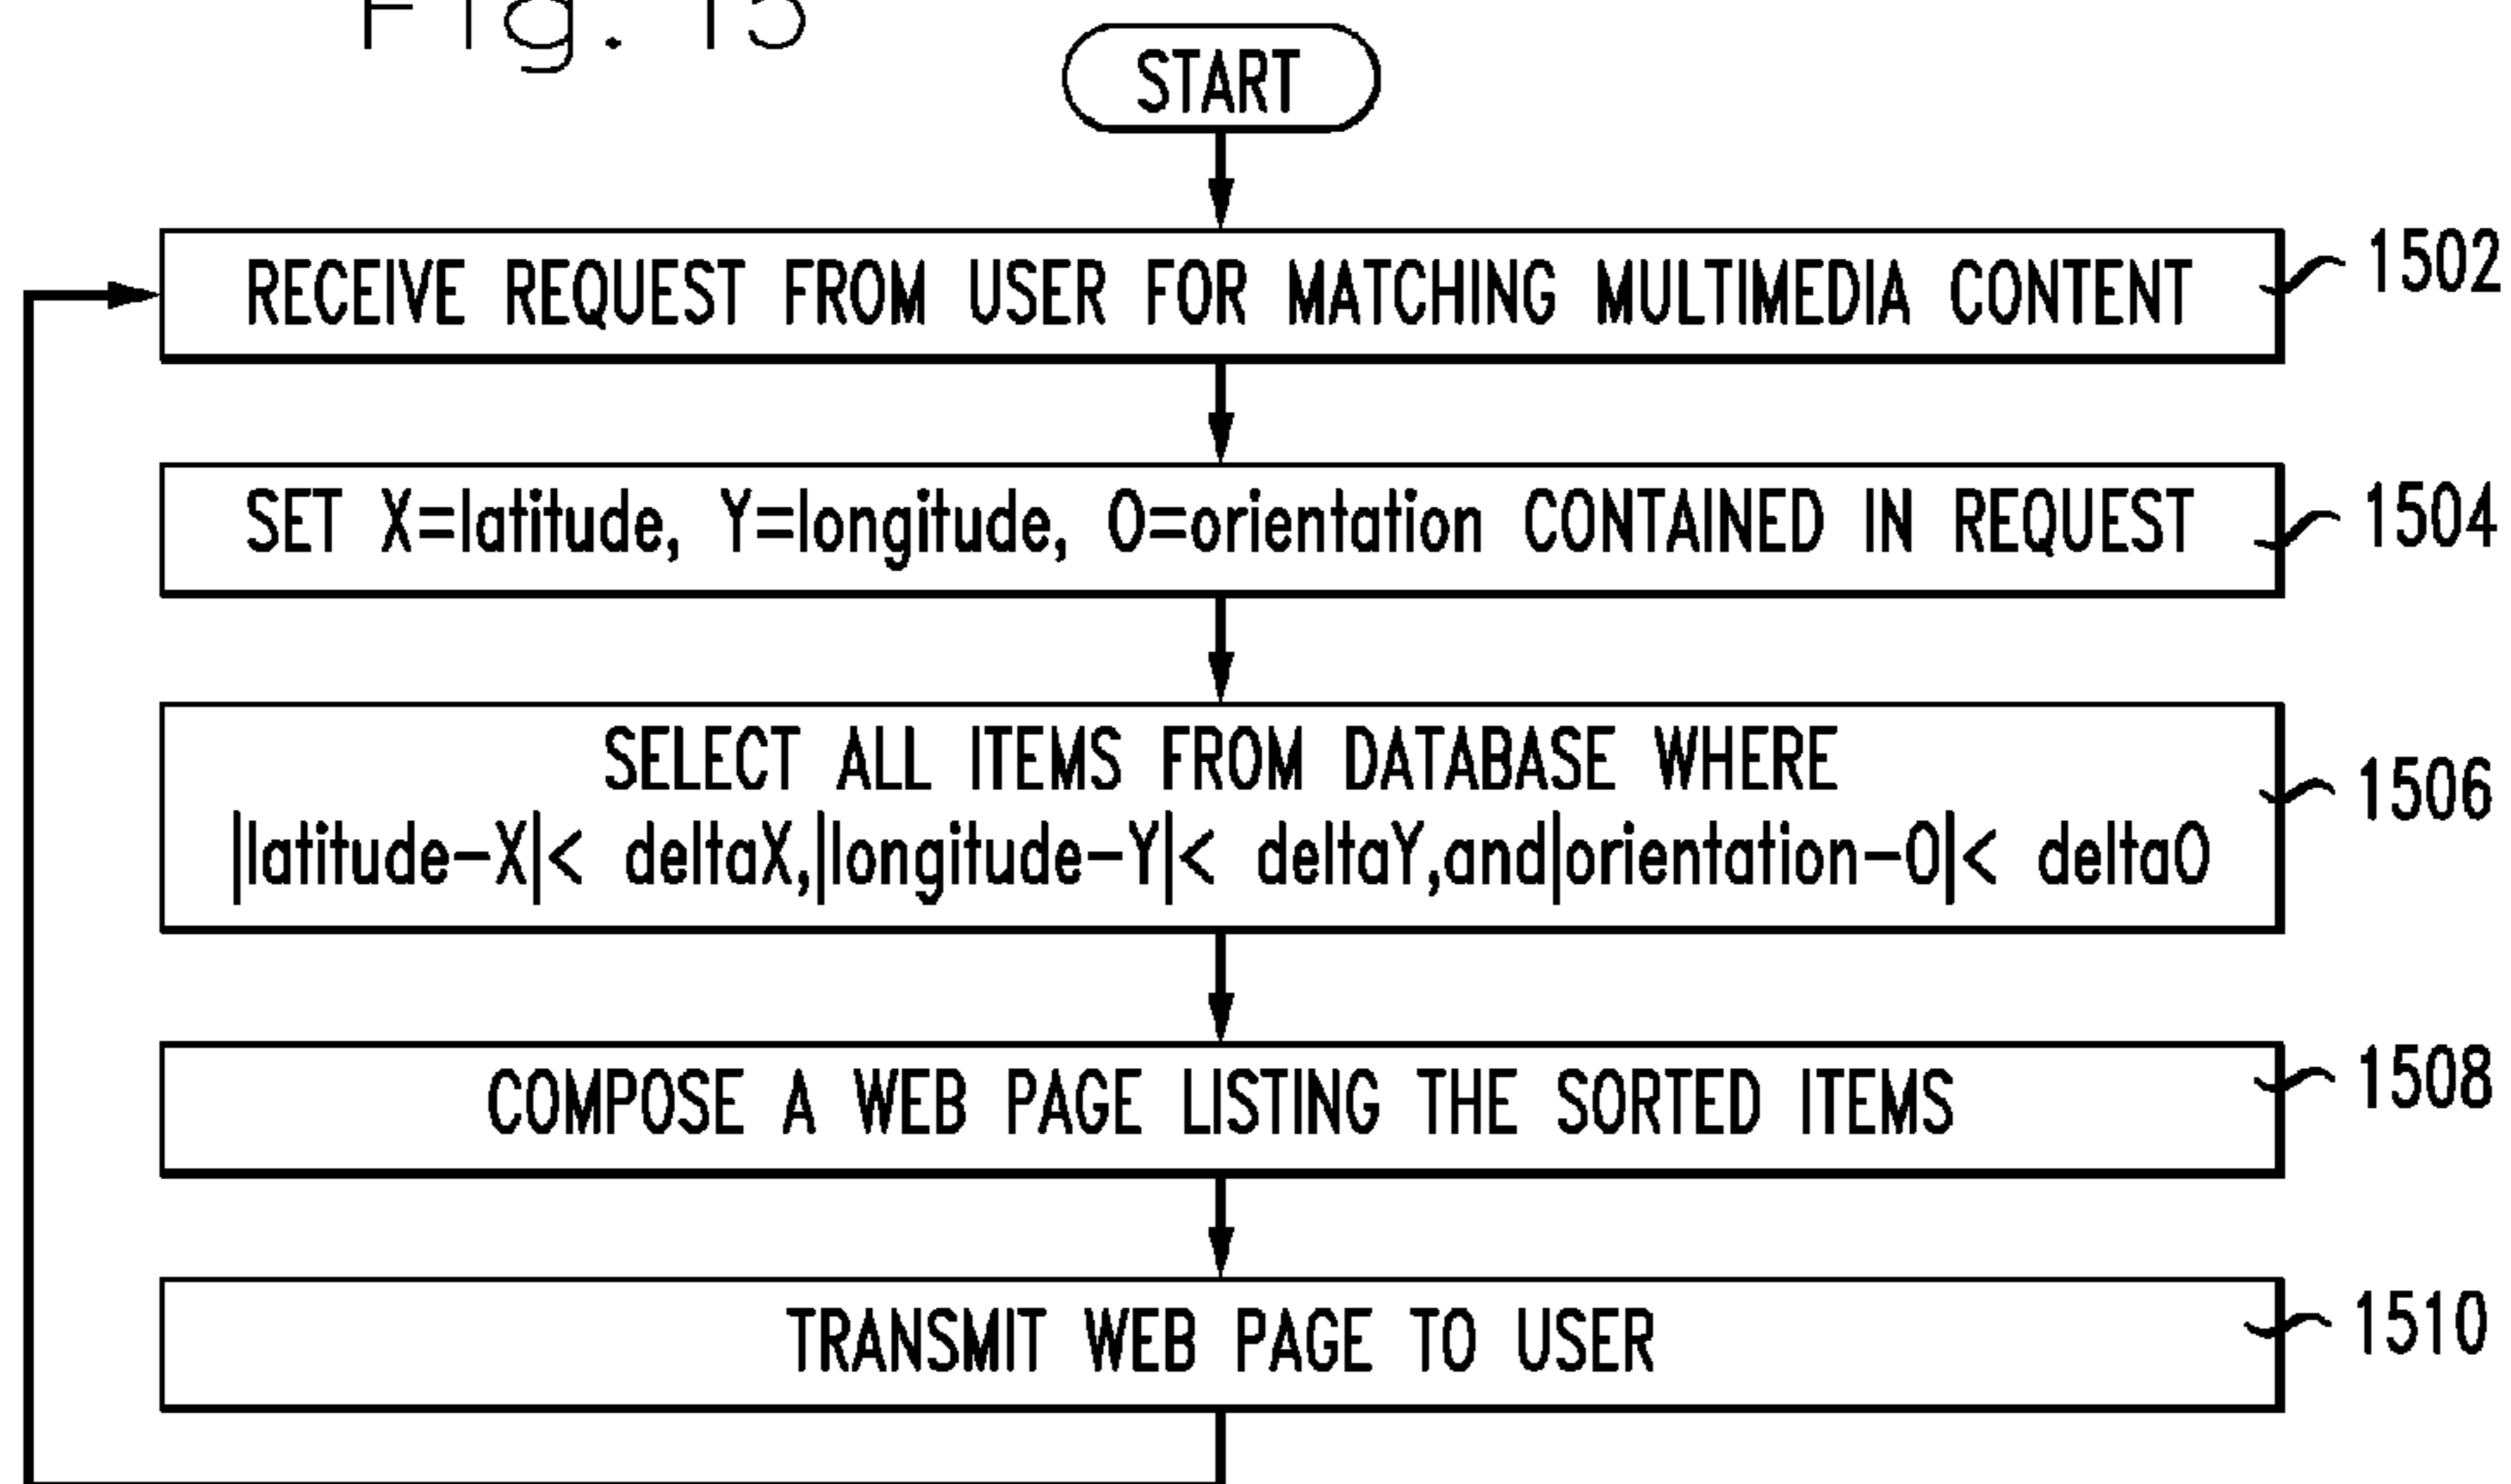 Fig. 15
START
RECEIVE REQUEST FROM USER FOR MATCHING MULTIMEDIA CONTENT
1502
SET X=latitude, Y=longitude, O=orientation CONTAINED IN REQUEST
1504
SELECT ALL ITEMS FROM DATABASE WHERE
|latitude-X|< deltaX,|longitude-Y|< deltaY,and|orientation-O|< deltaO
1506
COMPOSE A WEB PAGE LISTING THE SORTED ITEMS
1508
TRANSMIT WEB PAGE TO USER
1510